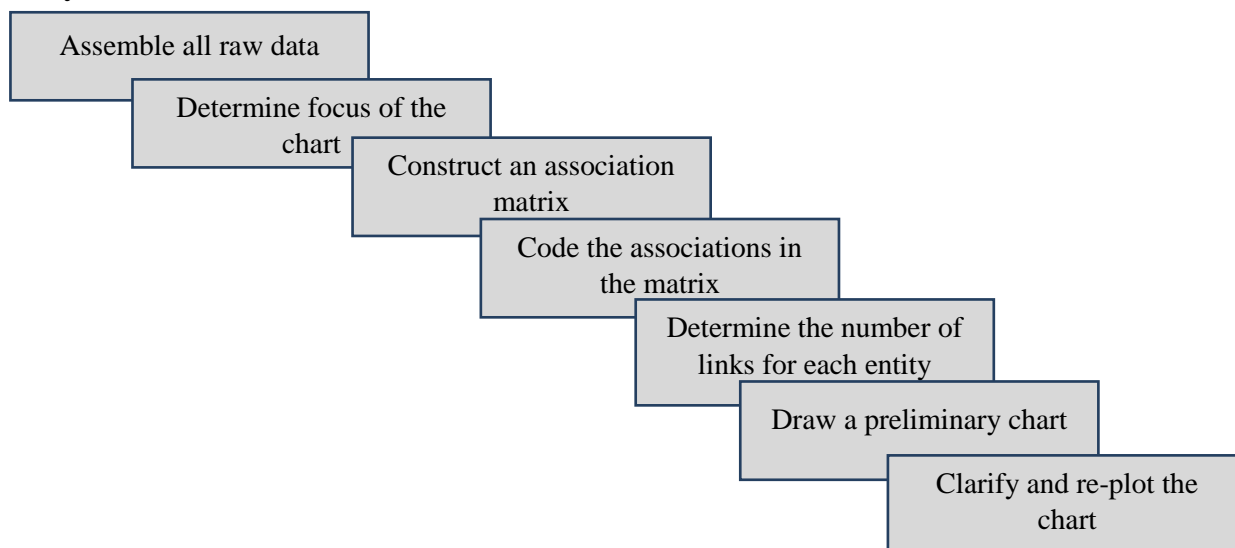 Assemble all raw data
Determine focus of the
chart
Construct an association
matrix
Code the associations in
the matrix
Determine the number of
links for each entity
Draw a preliminary chart
Clarify and re-plot the
chart